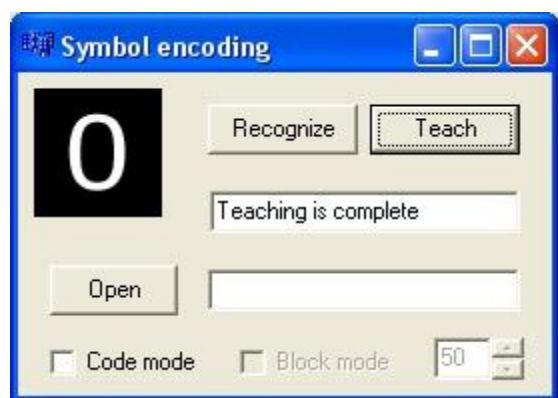 Symbol encoding
0
Recognize Teach
Teaching is complete
Open
Code mode Block mode 50